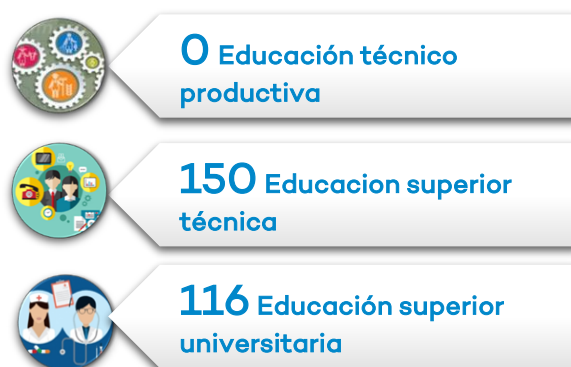 0 Educación técnico
productiva
150 Educacion superior
técnica
116 Educación superior
universitaria